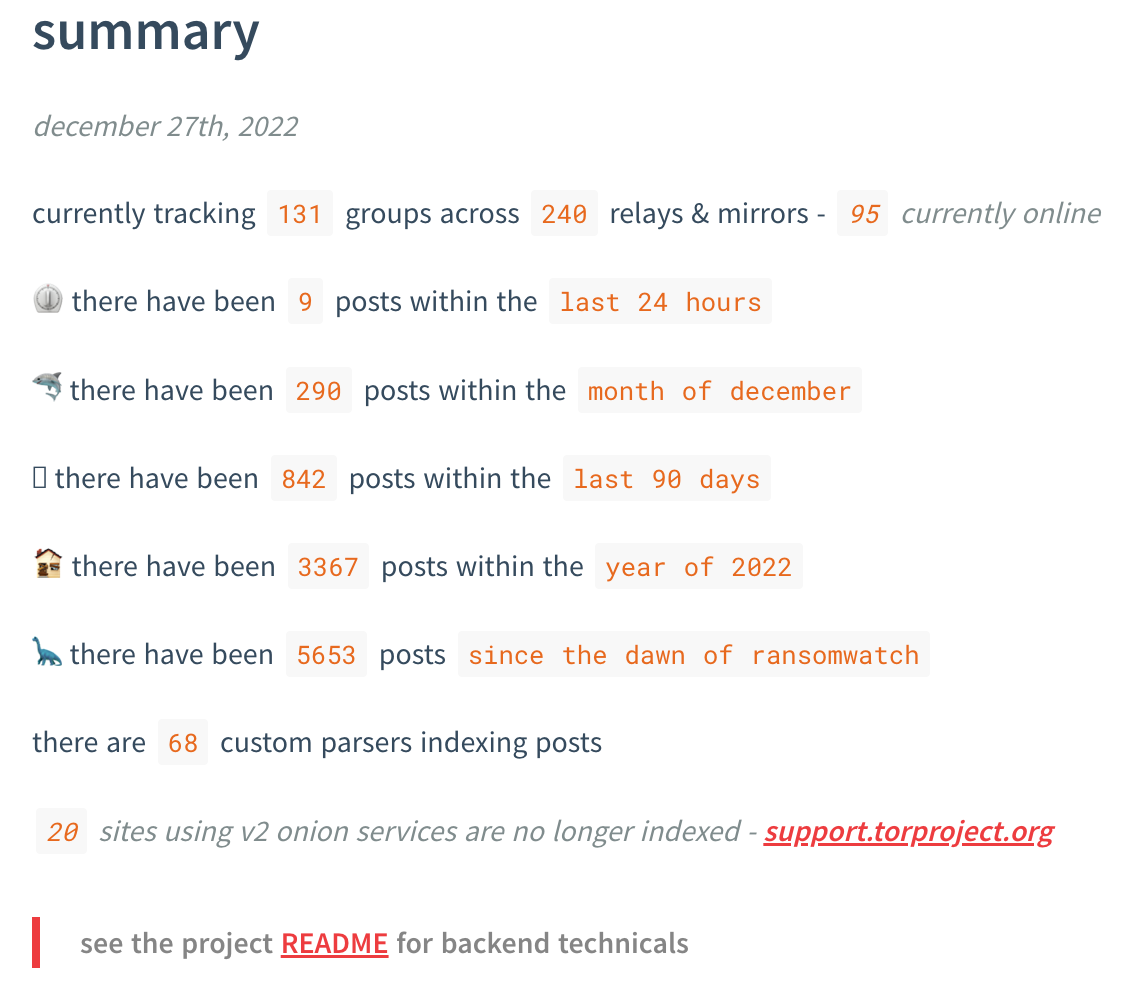 summary
december 27th, 2022
currently tracking 131 groups across 240 relays & mirrors - 95 currently online
there have been 9 posts within the last 24 hours
there have been 290 posts within the month of december
there have been 842 posts within the last 90 days
there have been 3367 posts within the year of 2022
there have been 5653 posts since the dawn of ransomwatch
there are 68 custom parsers indexing posts
20 sites using v2 onion services are no longer indexed - support.torproject.org
see the project README for backend technicals